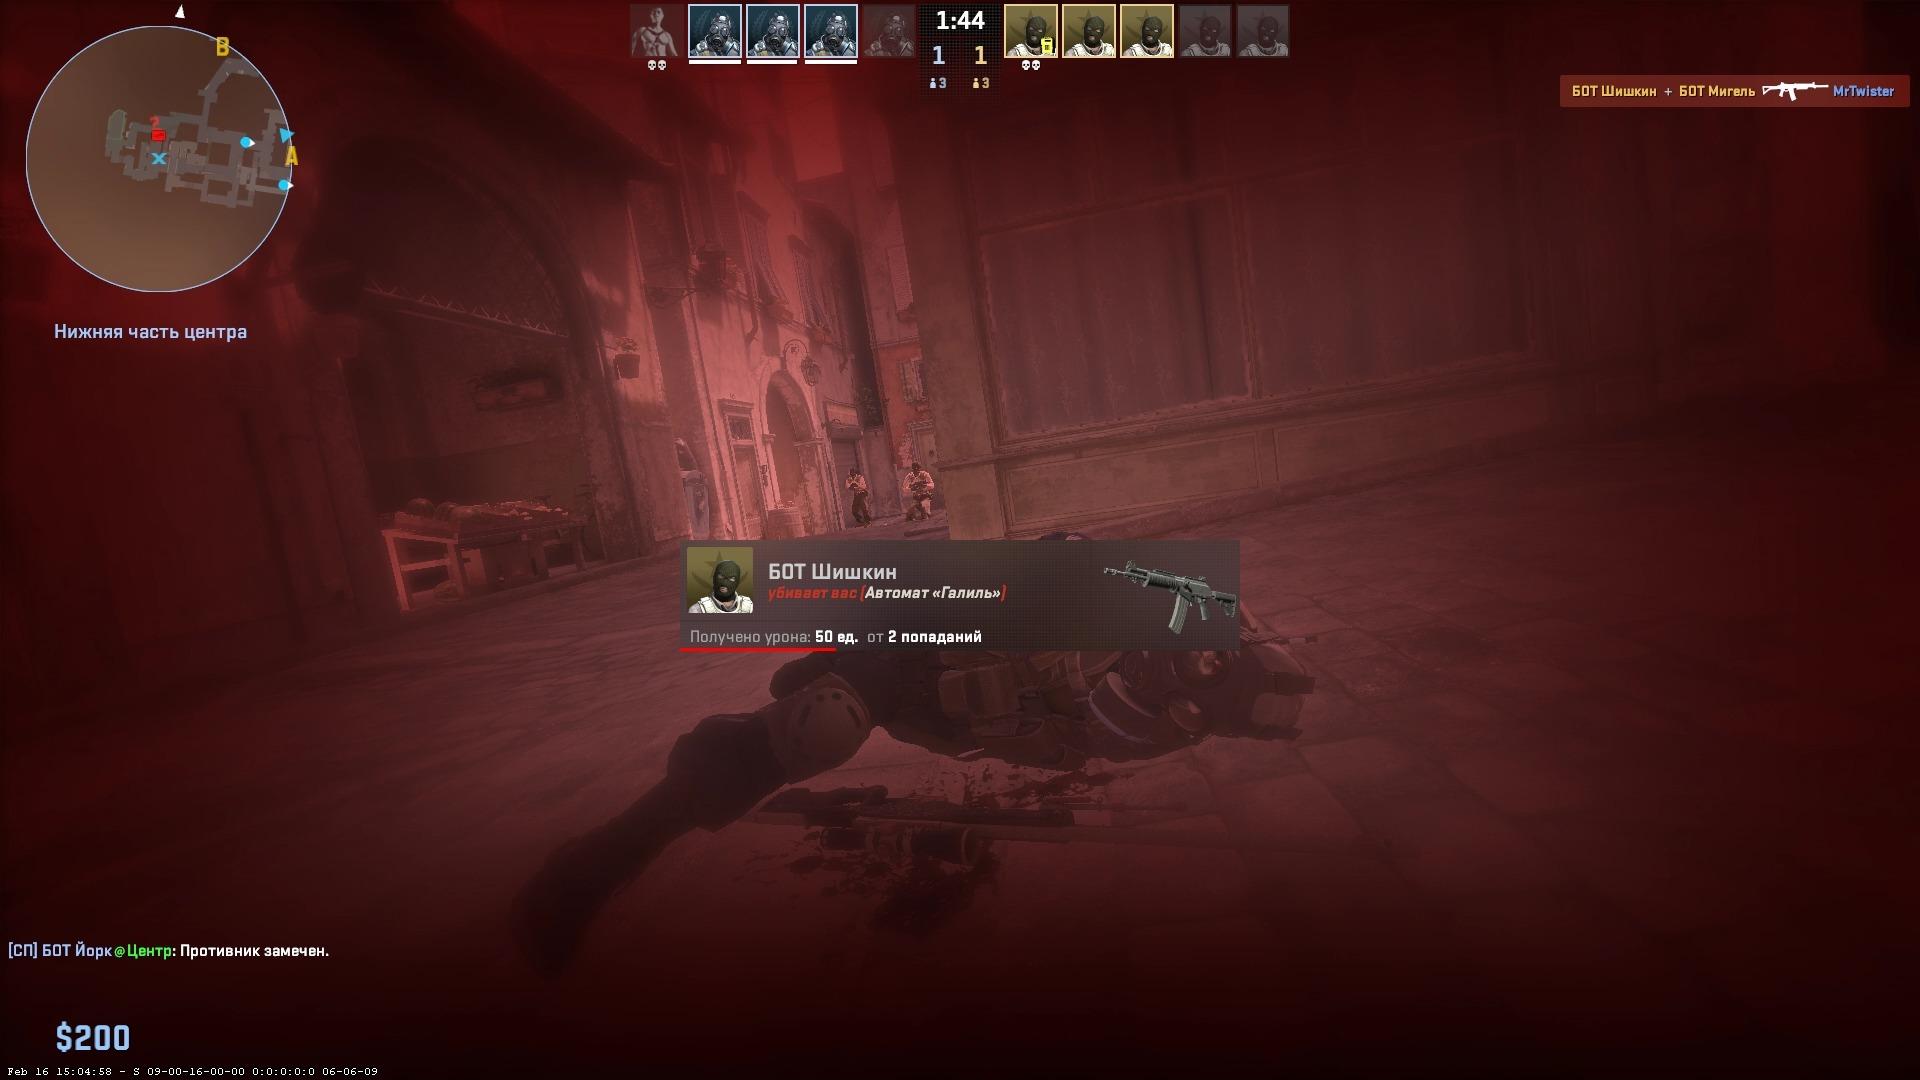 B
1:44
1 1
3 3
БОТ Шишкин + БОТ Мигель MrTwister
?
A
Нижняя часть центра
БОТ Шишкин
убивает вас (Автомат «Галиль»)
Получено урона: 50 ед. от 2 попаданий
[СП] БОТ Йорк@Центр: Противник замечен.
$200
Feb 16 15:04:58 - S 09-00-16-00-00 0:0:0:0:0 06-06-09